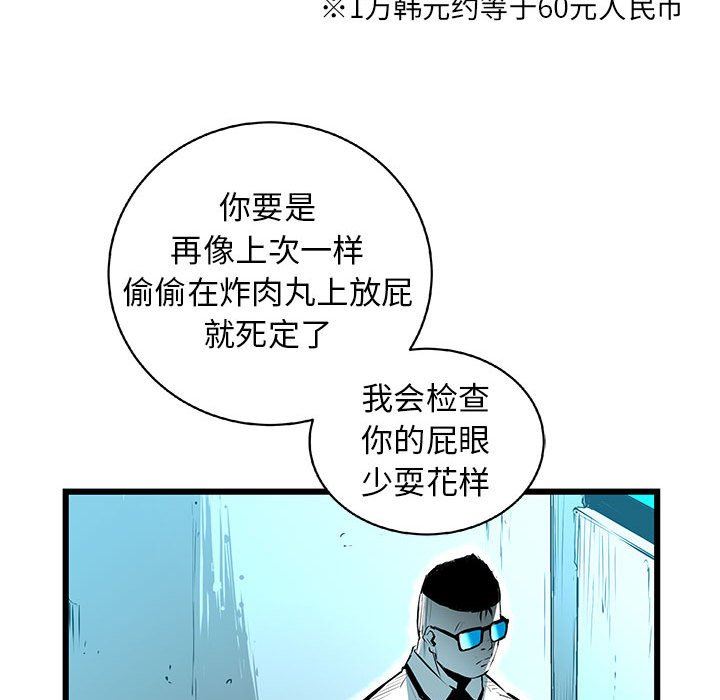 ※1万韩元约等于60元人民币
你要是
再像上次一样
偷偷在炸肉丸上放屁
就死定了
我会检查
你的屁眼
少耍花样